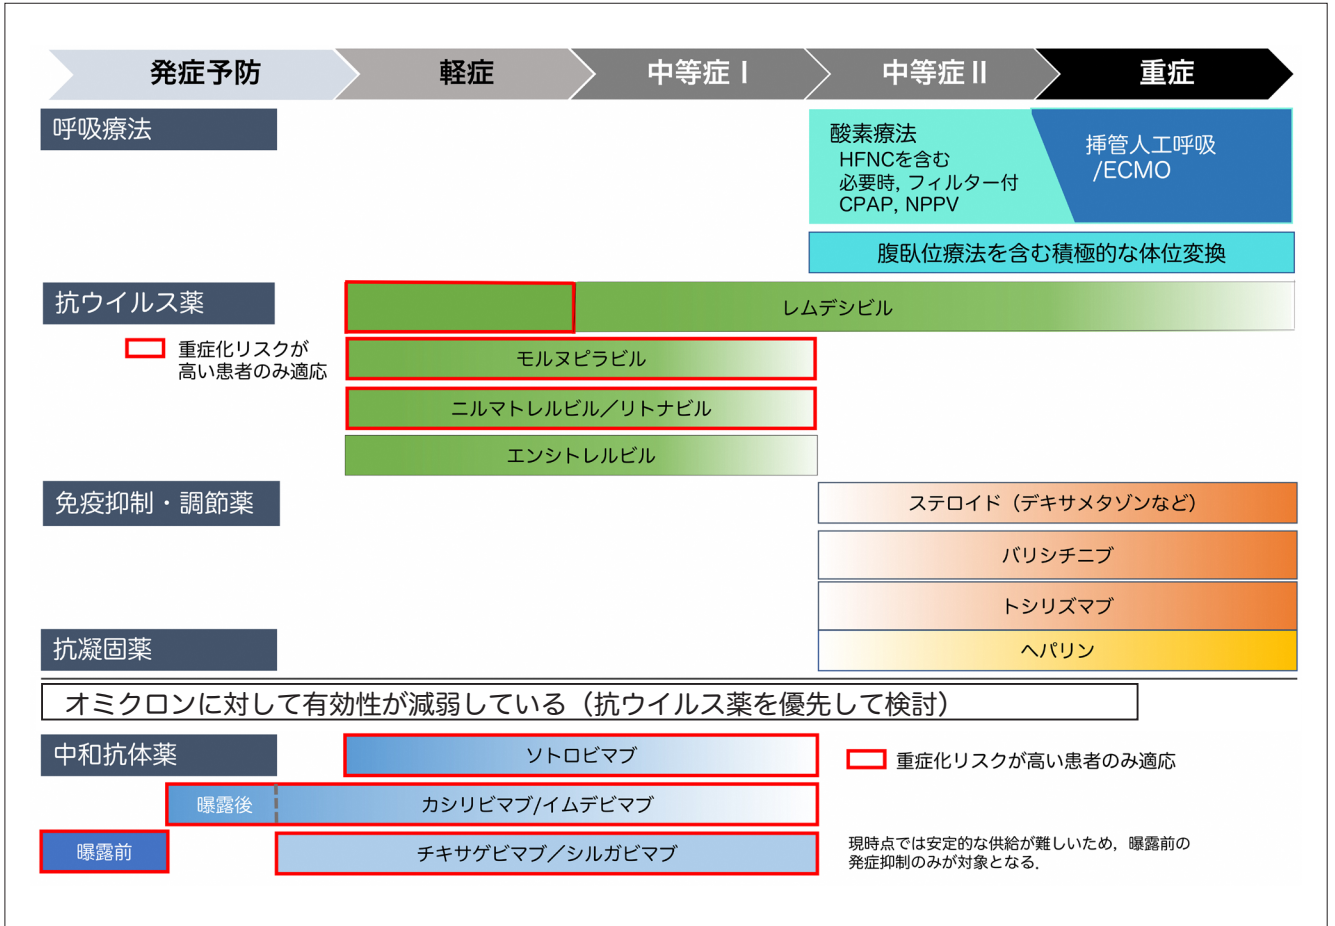 発症予防
軽症
中等症Ⅰ
中等症Ⅱ
重症
呼吸療法
酸素療法
HFNCを含む
必要時, フィルター付
CPAP, NPPV
挿管人工呼吸
/ECMO
腹臥位療法を含む積極的な体位変換
抗ウイルス薬
レムデシビル
重症化リスクが
高い患者のみ適応
モルヌピラビル
ニルマトレルビル／リトナビル
エンシトレルビル
免疫抑制・調節薬
ステロイド（デキサメタゾンなど）
バリシチニブ
トシリズマブ
抗凝固薬
ヘパリン
オミクロンに対して有効性が減弱している（抗ウイルス薬を優先して検討）
中和抗体薬
ソトロビマブ
重症化リスクが高い患者のみ適応
曝露後
カシリビマブ/イムデビマブ
曝露前
チキサゲビマブ／シルガビマブ
現時点では安定的な供給が難しいため，曝露前の
発症抑制のみが対象となる．